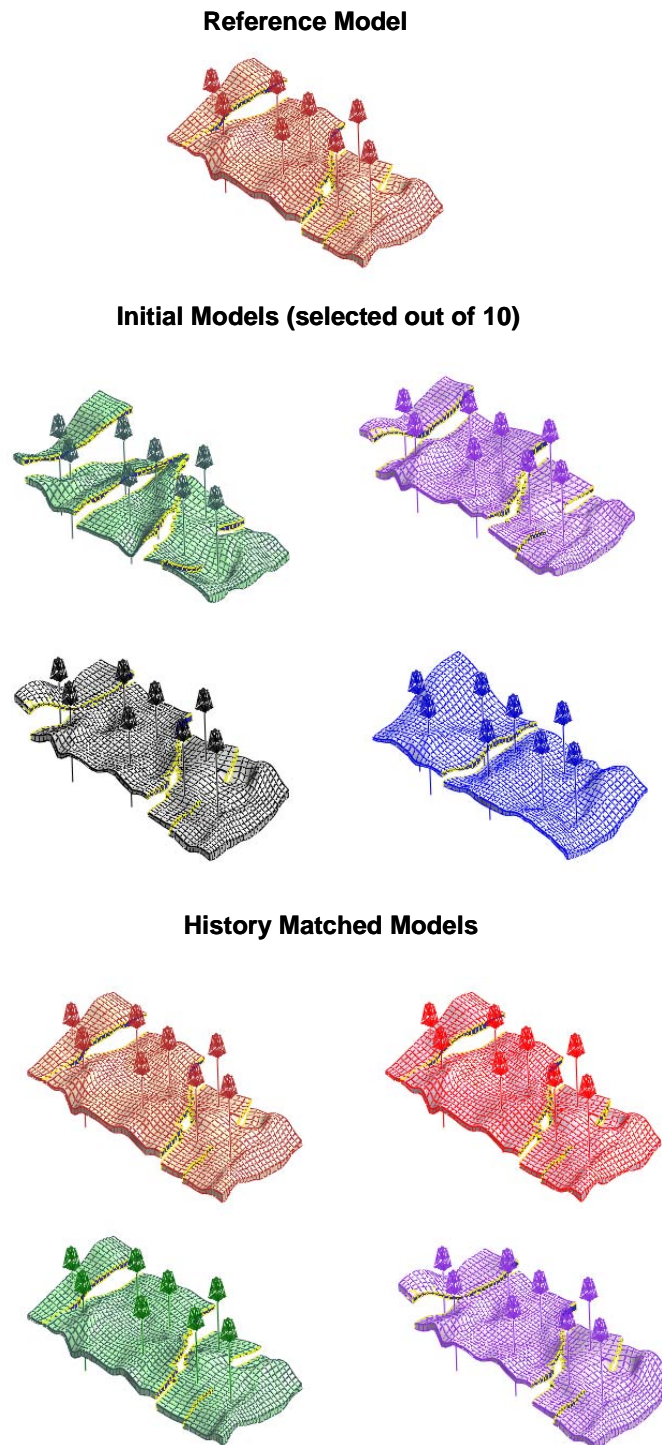 Reference Model
Initial Models (selected out of 10)
History Matched Models